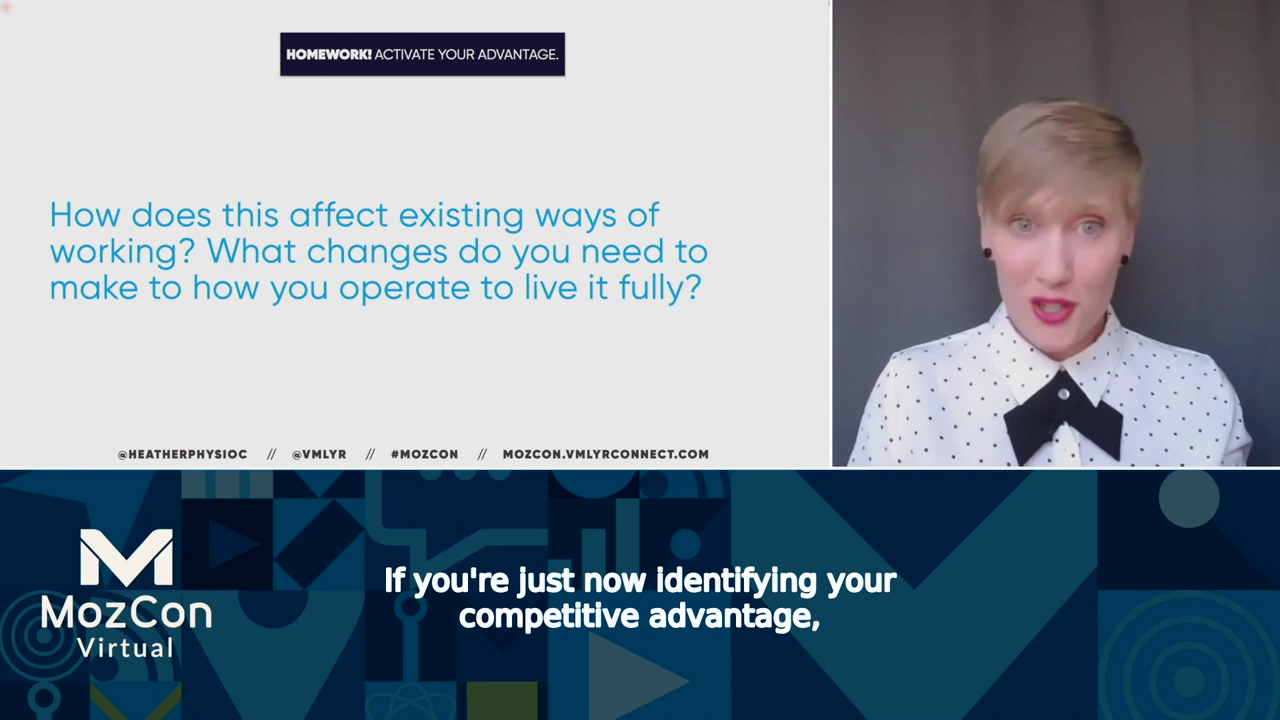 HOMEWORK! ACTIVATE YOUR ADVANTAGE.
How does this affect existing ways of
working? What changes do you need to
make to how you operate to live it fully?
@HEATHERPHYSIOC // @VMLYR // #MOZCON // MOZCON.VMLYRCONNECT.COM
MozCon
Virtual
If you're just now identifying your
competitive advantage,